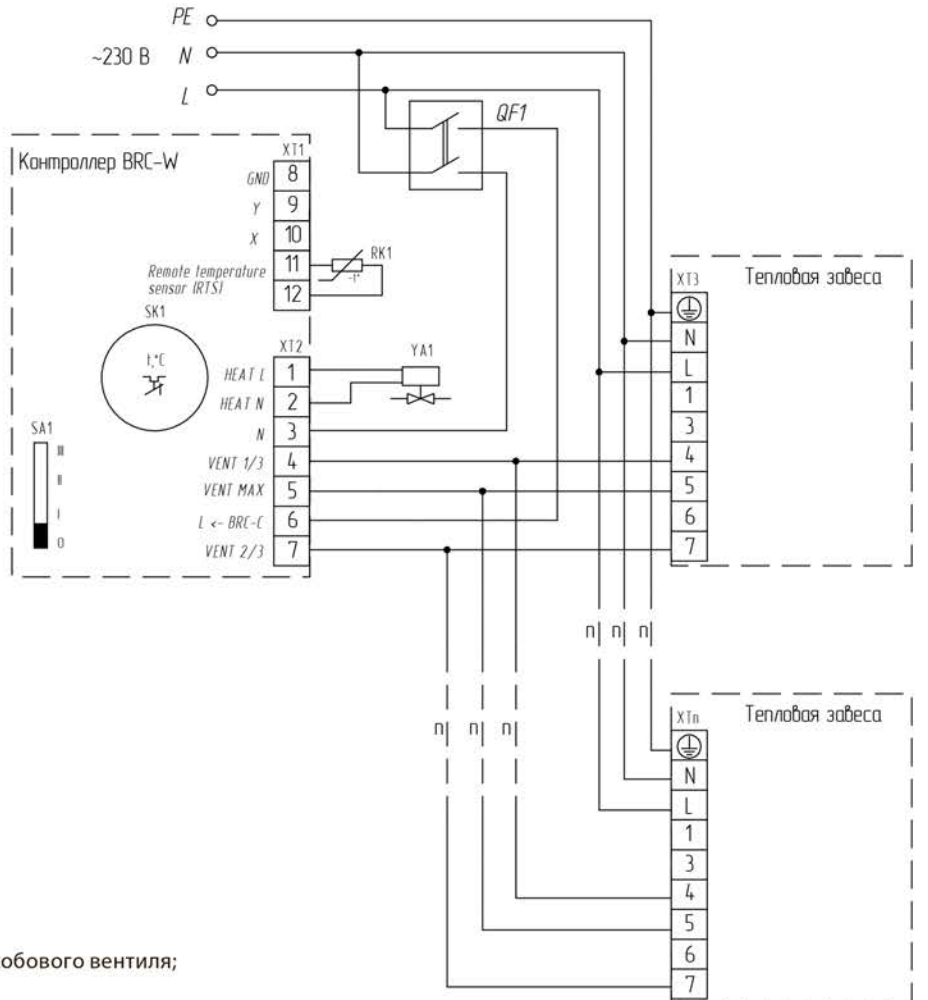 PE
~230 В N
L
QF1
Контроллер BRC-W
XT1
GND 8
Y 9
X 10
Remote temperature
sensor (RTS)
11
12
RK1
-t°
SK1
t,°C
XT2
HEAT L 1
HEAT N 2
N 3
VENT 1/3 4
VENT MAX 5
L <- BRC-C 6
VENT 2/3 7
YA1
SA1
III
II
I
0
XT3
Тепловая завеса
N
L
1
3
4
5
6
7
n n n
n n n
XTn
Тепловая завеса
N
L
1
3
4
5
6
7
обового вентиля;